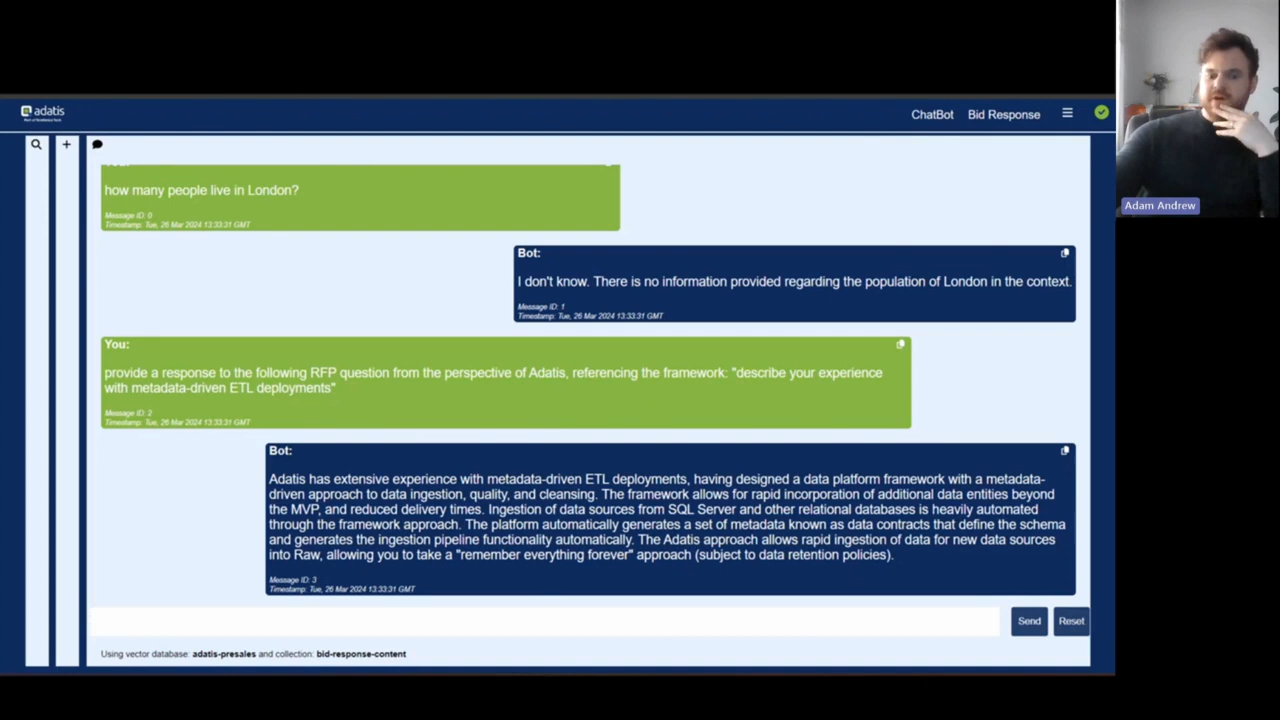 adatis
ChatBot
Bid Response
Adam Andrew
how many people live in London?
Message ID: 0
Timestamp: Tue, 26 Mar 2024 13:33:31 GMT
Bot:
I don't know. There is no information provided regarding the population of London in the context.
Message ID: 1
Timestamp: Tue, 26 Mar 2024 13:33:31 GMT
You:
provide a response to the following RFP question from the perspective of Adatis, referencing the framework: "describe your experience
with metadata-driven ETL deployments"
Message ID: 2
Timestamp: Tue, 26 Mar 2024 13:33:31 GMT
Bot:
Adatis has extensive experience with metadata-driven ETL deployments, having designed a data platform framework with a metadata-
driven approach to data ingestion, quality, and cleansing. The framework allows for rapid incorporation of additional data entities beyond
the MVP, and reduced delivery times. Ingestion of data sources from SQL Server and other relational databases is heavily automated
through the framework approach. The platform automatically generates a set of metadata known as data contracts that define the schema
and generates the ingestion pipeline functionality automatically. The Adatis approach allows rapid ingestion of data for new data sources
into Raw, allowing you to take a "remember everything forever" approach (subject to data retention policies).
Message ID: 3
Timestamp: Tue, 26 Mar 2024 13:33:31 GMT
Send
Reset
Using vector database: adatis-presales and collection: bid-response-content